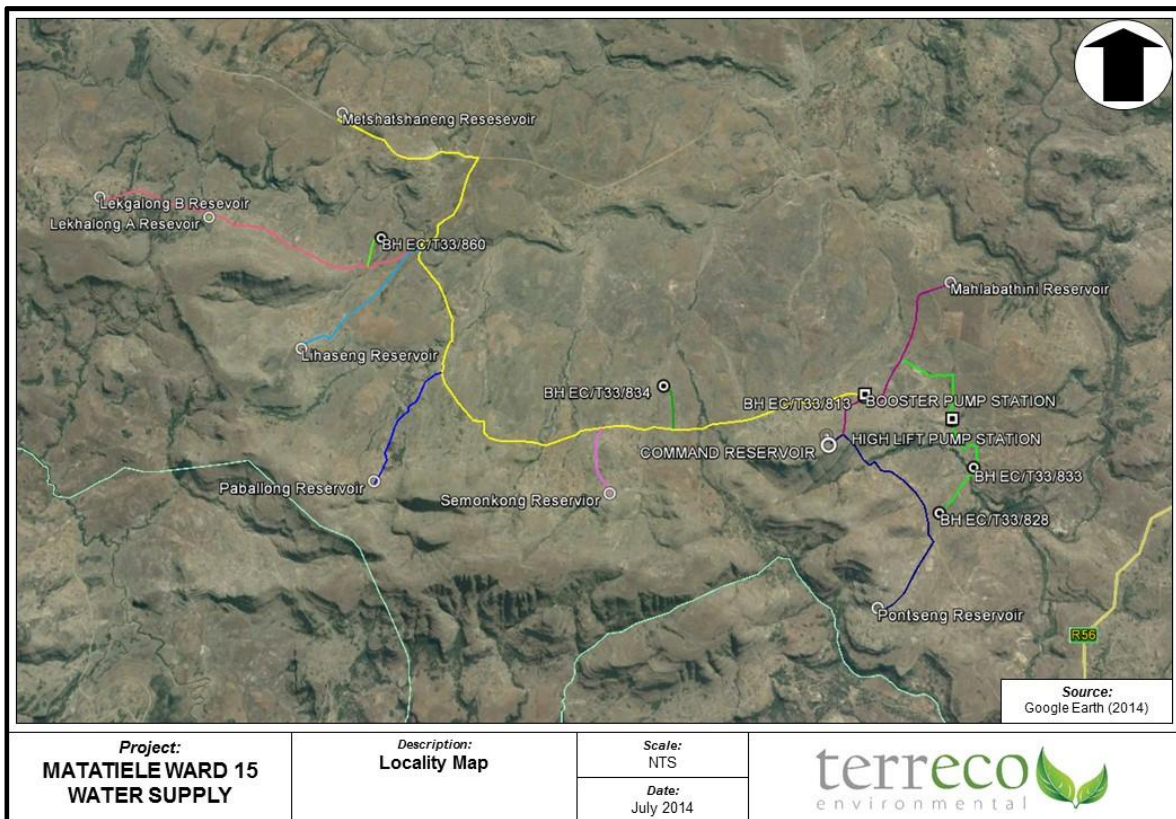 Metshatshaneng Resesevoir
Lekgalong B Resevoir
Lekhalong A Resevoir
BH EC/T33/860
Mahlabathini Reservoir
Lihaseng Reservoir
BH EC/T33/834
BH EC/T33/813
BOOSTER PUMP STATION
HIGH LIFT PUMP STATION
COMMAND RESERVOIR
BH EC/T33/833
Paballong Reservoir
Semonkong Reservior
BH EC/T33/828
Pontseng Reservoir
R56
Source:
Google Earth (2014)
Project:
MATATIELE WARD 15
WATER SUPPLY
Description:
Locality Map
Scale:
NTS
Date:
July 2014
terreco
environmental